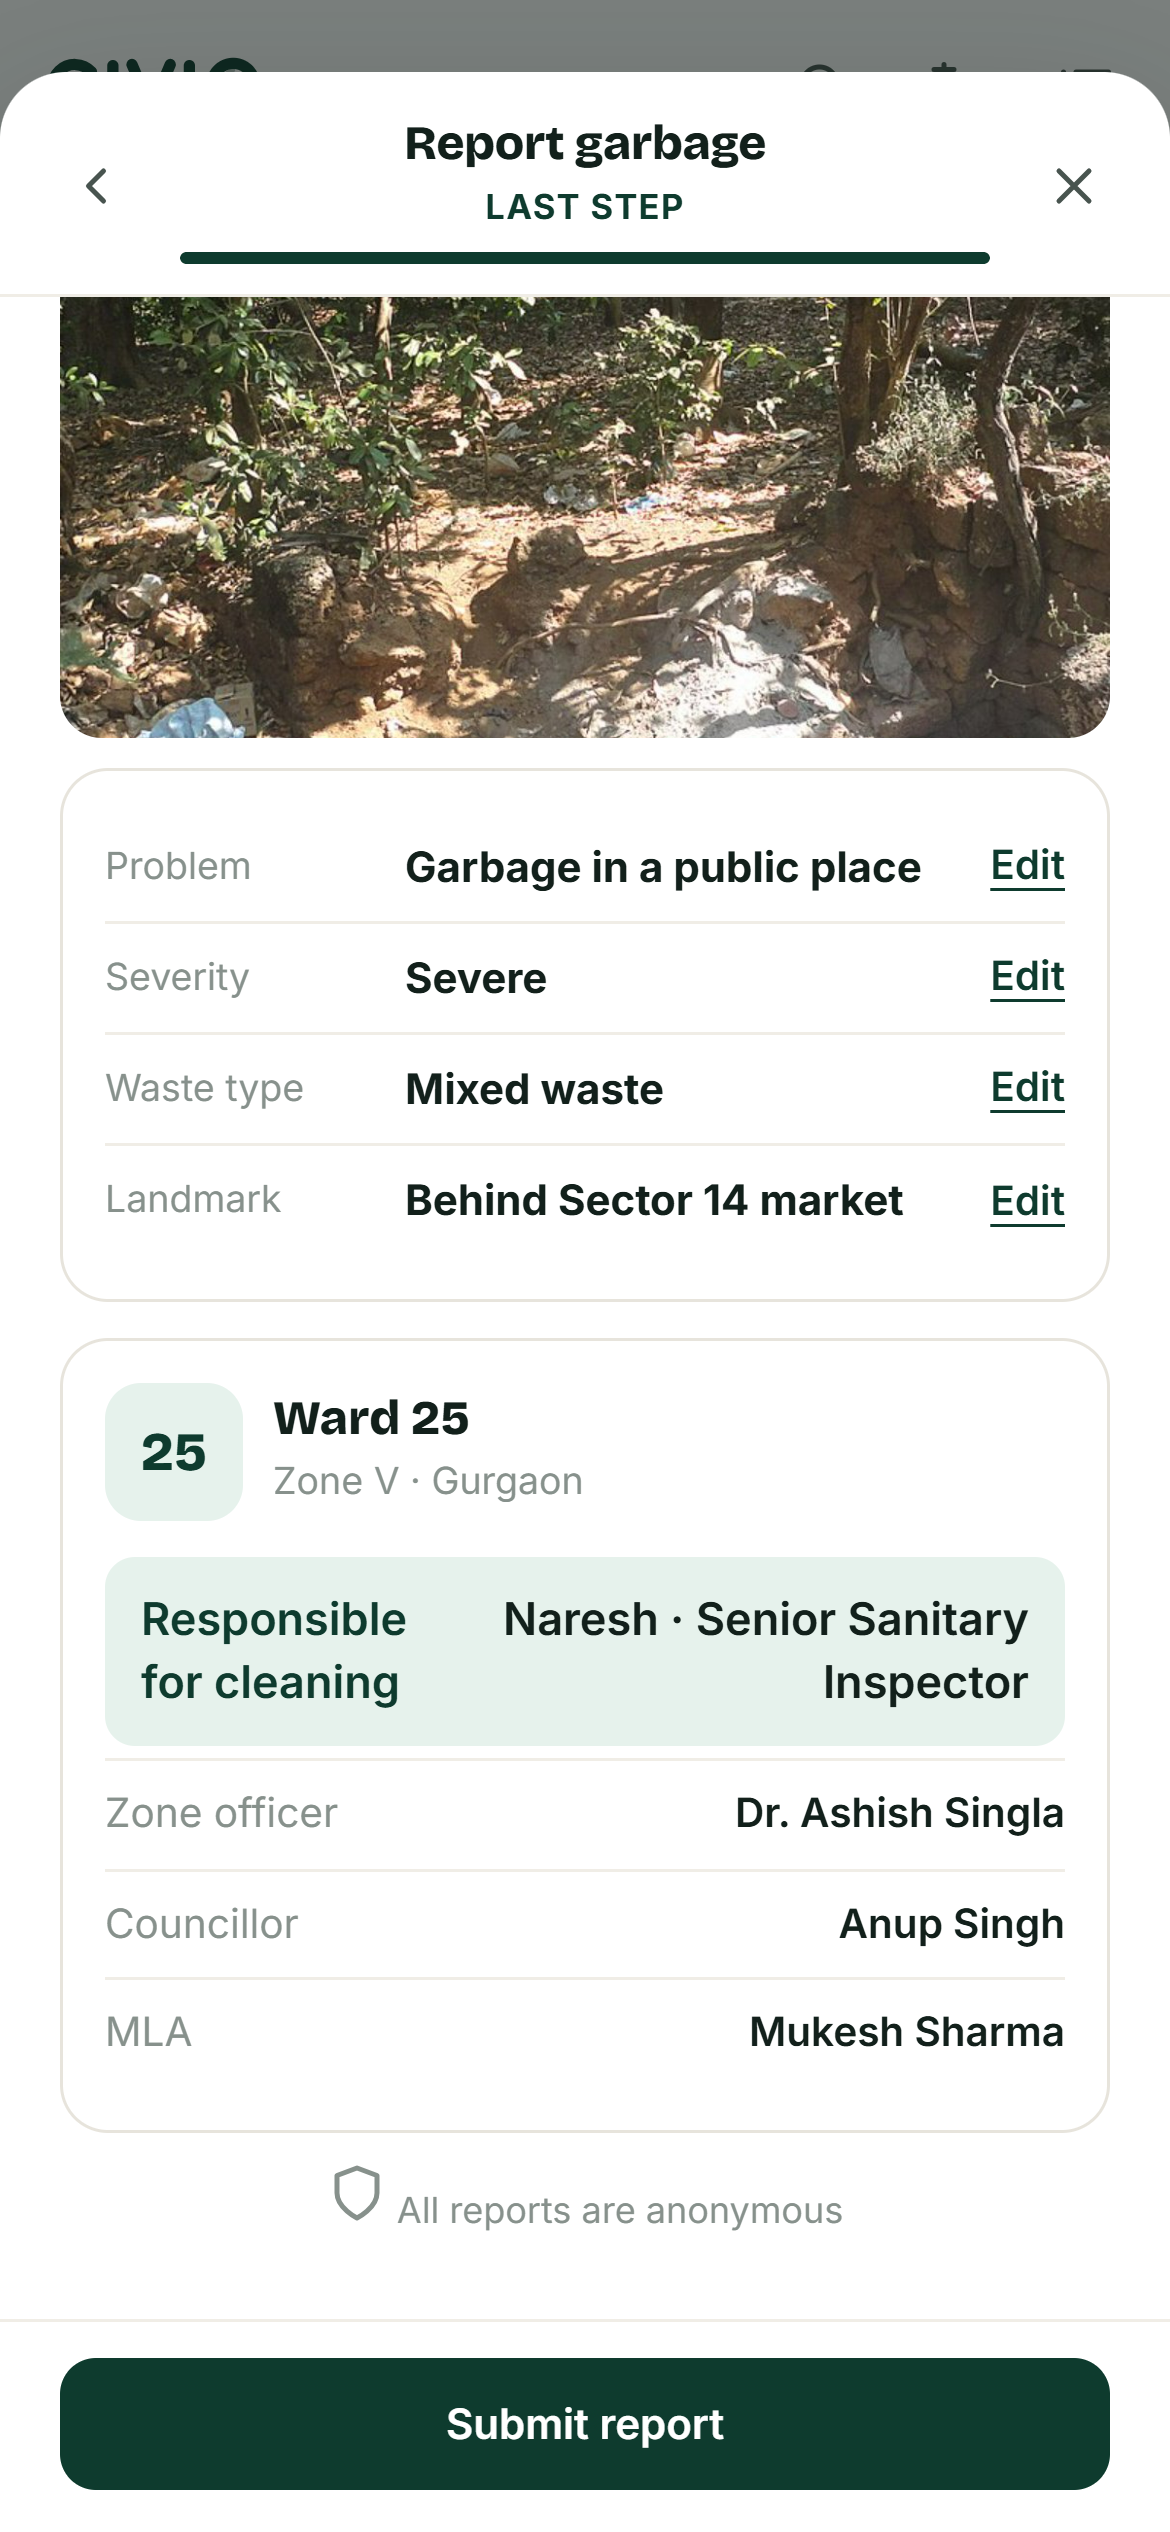 Report garbage
LAST STEP
Problem Garbage in a public place Edit
Severity Severe Edit
Waste type Mixed waste Edit
Landmark Behind Sector 14 market Edit
25
Ward 25
Zone V · Gurgaon
Responsible for cleaning
Naresh · Senior Sanitary Inspector
Zone officer Dr. Ashish Singla
Councillor Anup Singh
MLA Mukesh Sharma
All reports are anonymous
Submit report